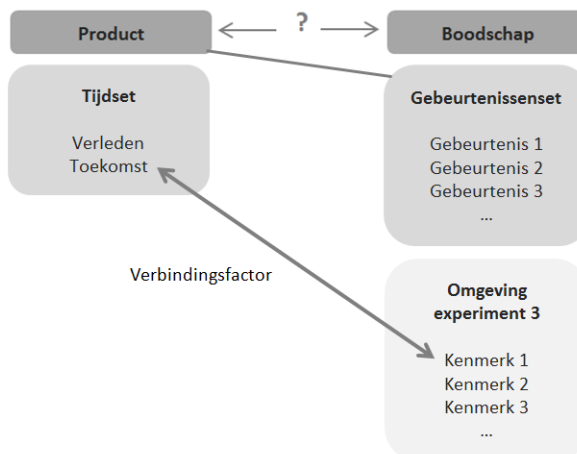 Product
?
Boodschap
Tijdset
Verleden
Toekomst
Gebeurtenissenset
Gebeurtenis 1
Gebeurtenis 2
Gebeurtenis 3
...
Verbindingsfactor
Omgeving
experiment 3
Kenmerk 1
Kenmerk 2
Kenmerk 3
...